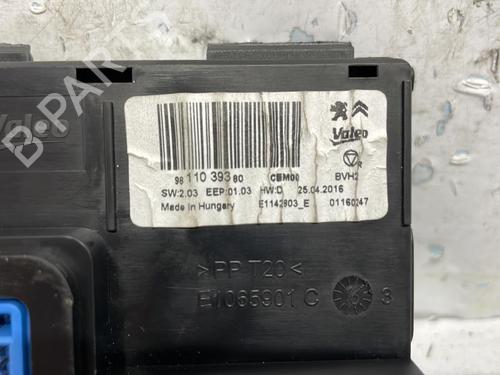 B-PARTS
Valeo
98 110 393 80 CEM00 BVH2
SW:2.03 EEP:01.03 HW:D 25.04.2016
Made in Hungary E1142803_E 01160247
Valeo
>PP T20<
E1065901 C 3